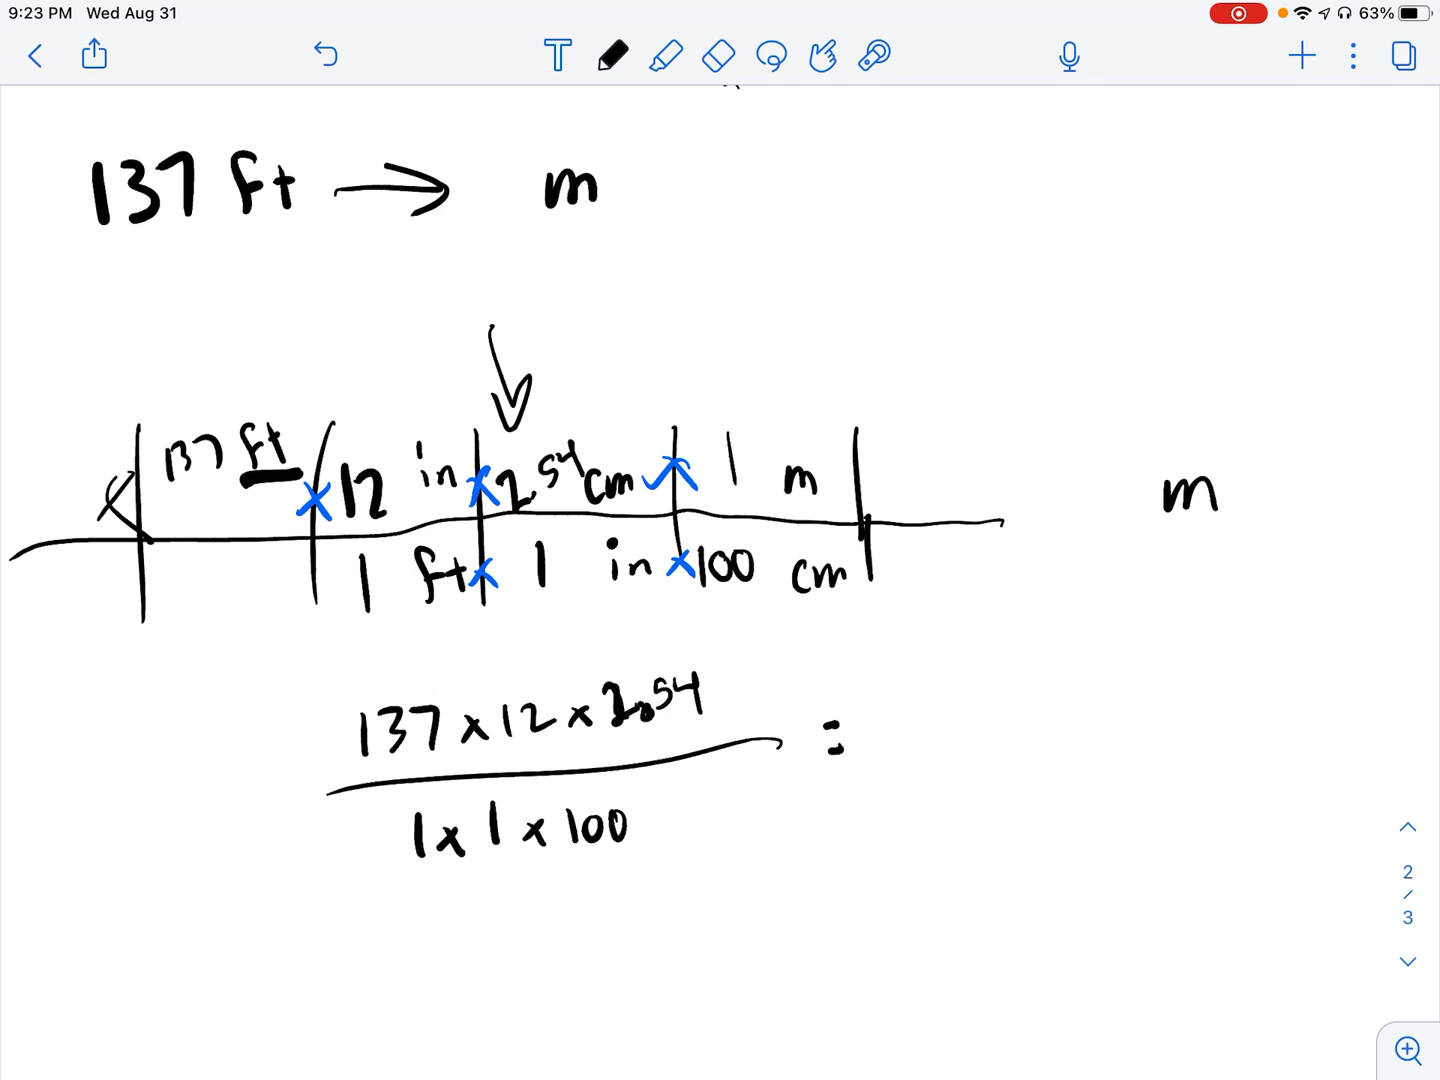 9:23 PM Wed Aug 31 63%
T
137 ft → m
137 ft × 12 in × 2.54 cm × 1 m m
1 ft × 1 in × 100 cm
137 × 12 × 2.54 =
1 × 1 × 100
2
/
3